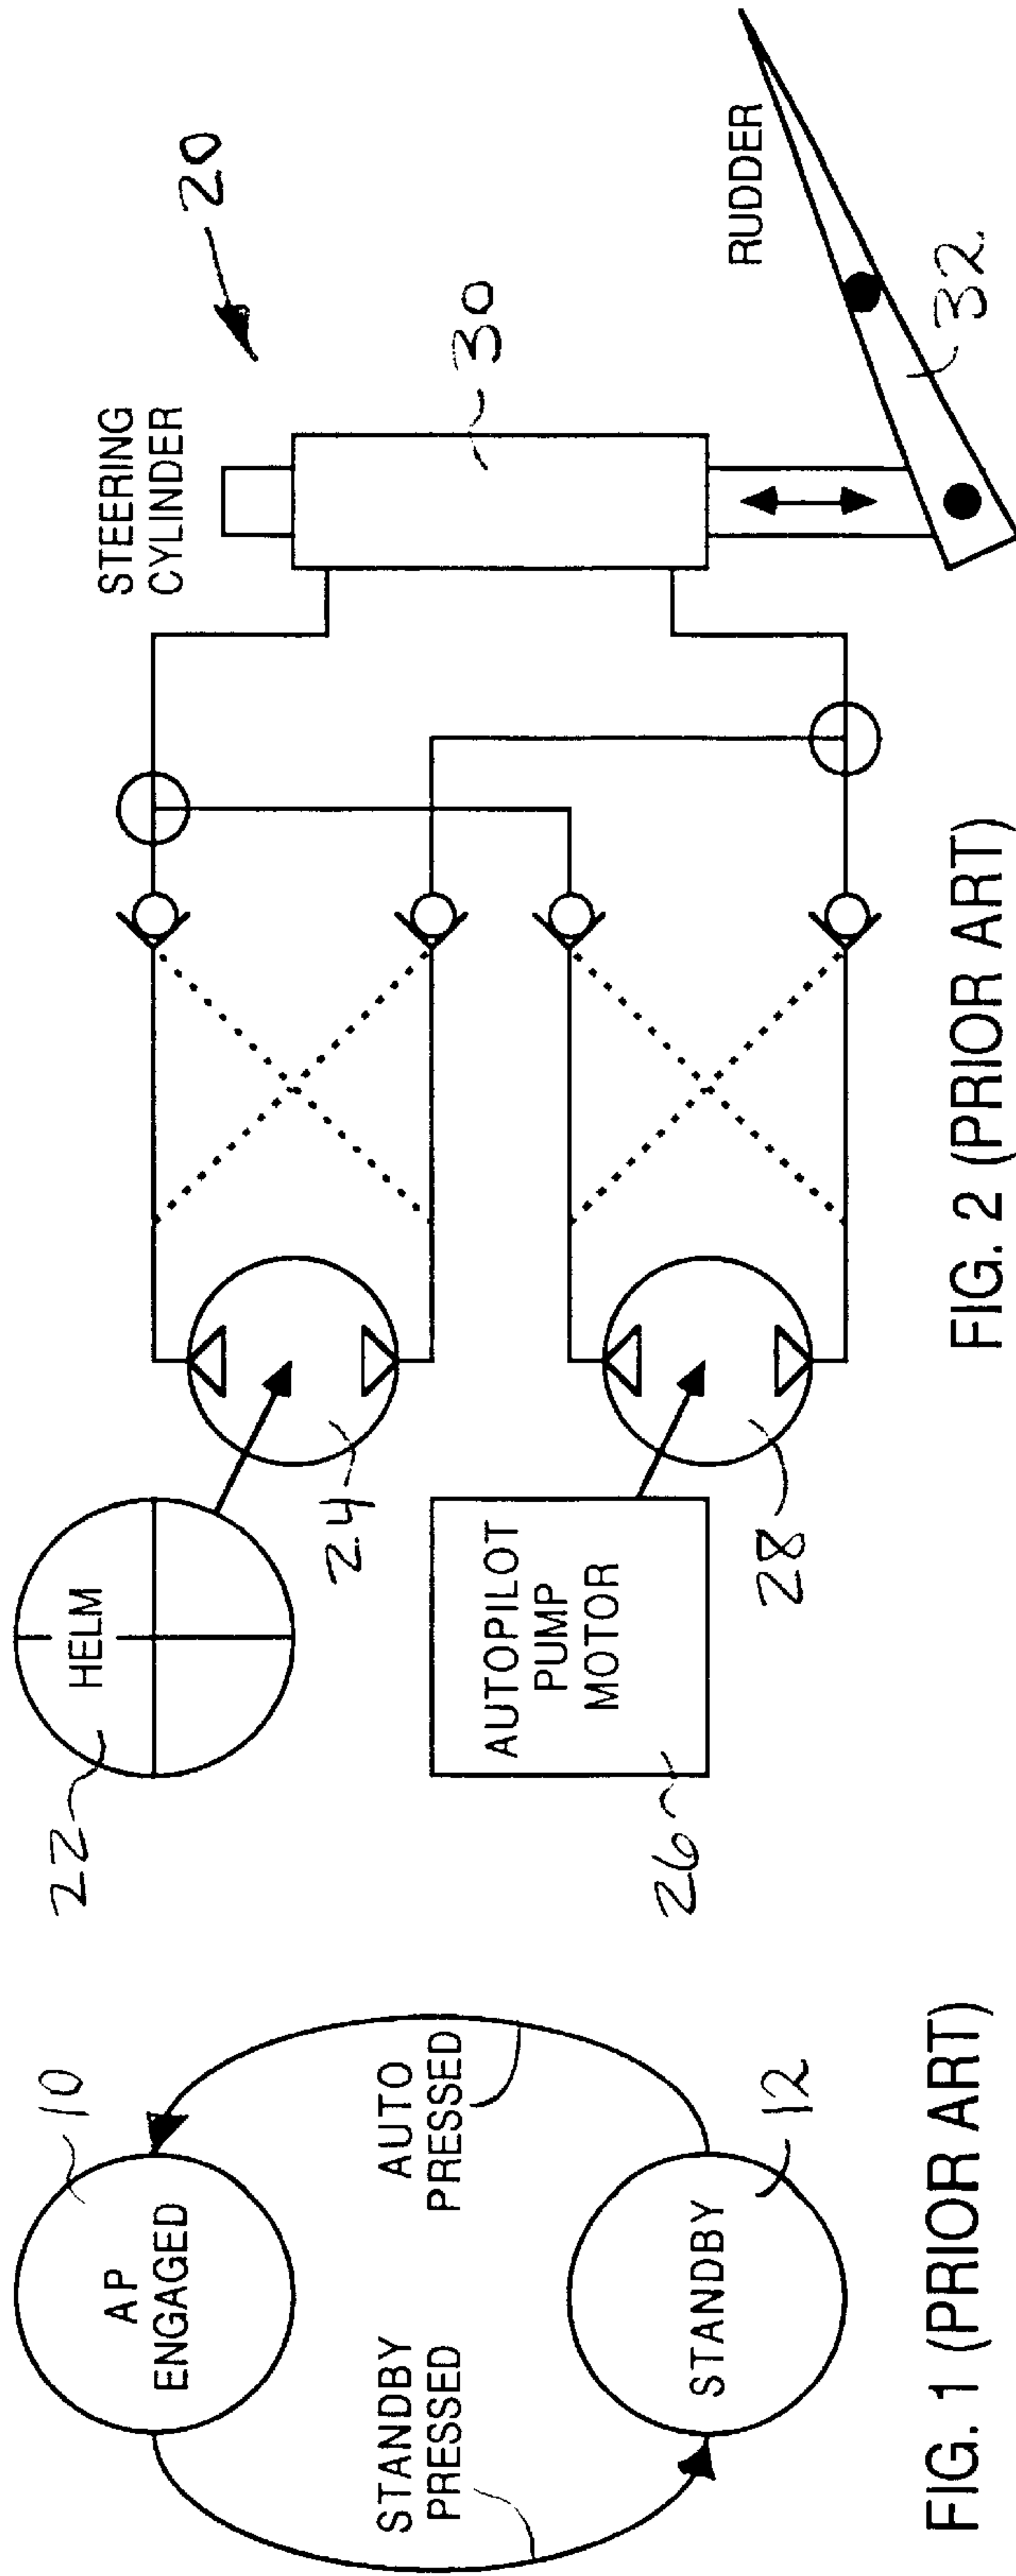 10
AP
ENGAGED
STANDBY
PRESSED
AUTO
PRESSED
STANDBY
12
FIG. 1 (PRIOR ART)
22
HELM
24
STEERING
CYLINDER
20
30
AUTOPILOT
PUMP
MOTOR
26
28
RUDDER
32
FIG. 2 (PRIOR ART)